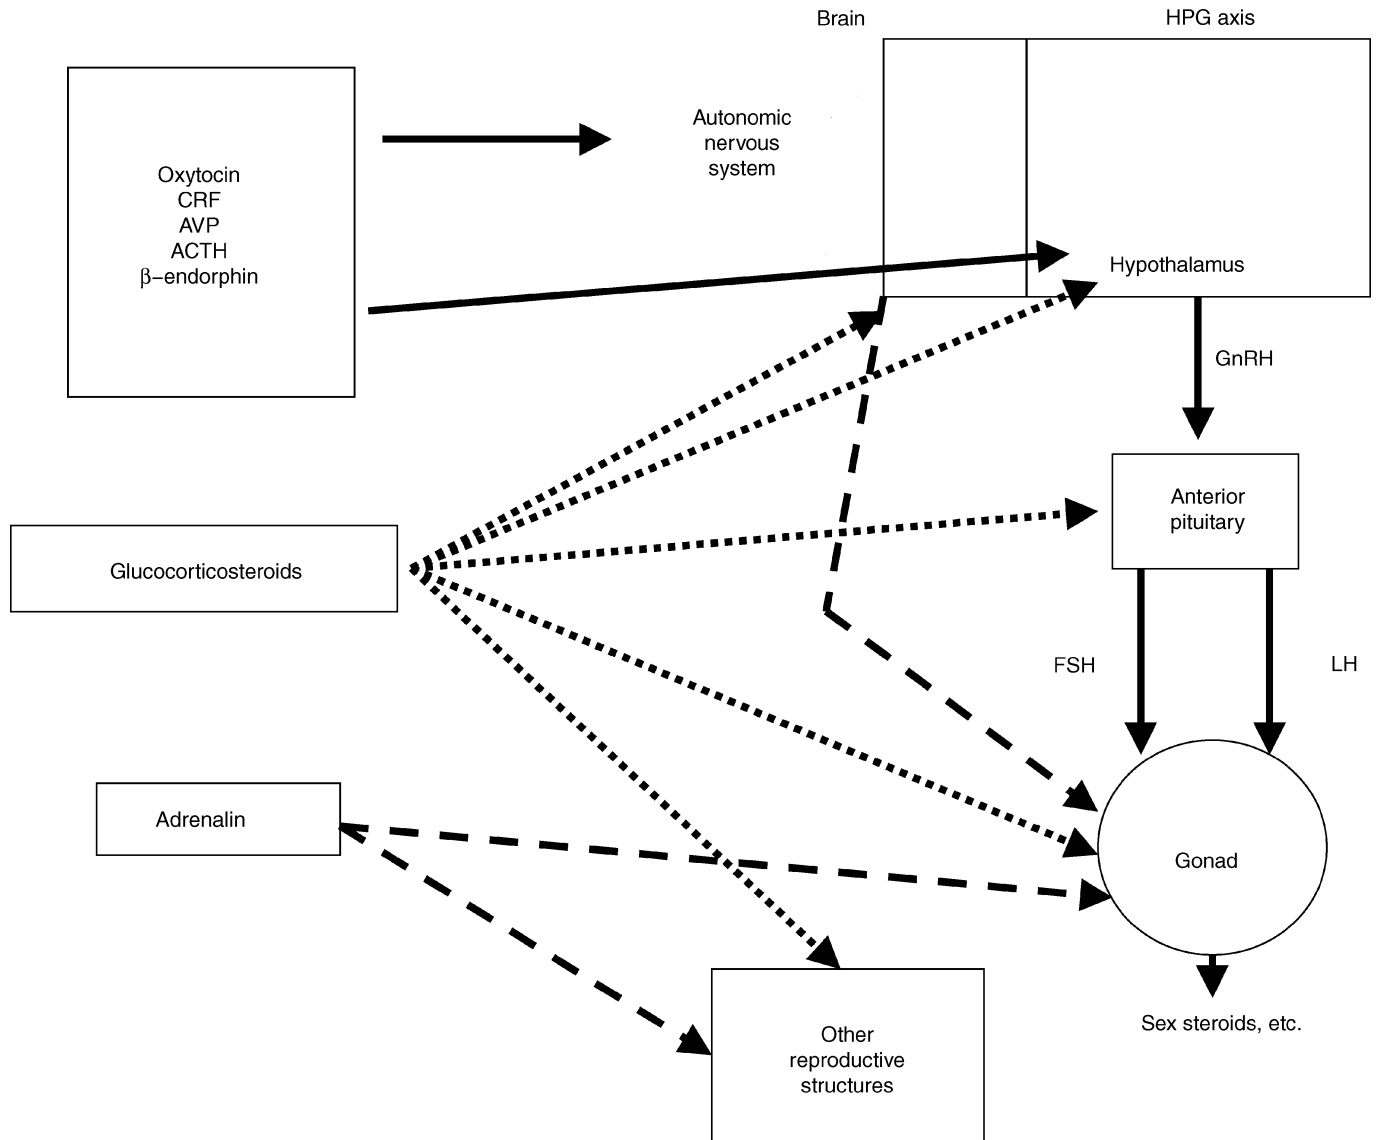 Brain
HPG axis
Autonomic
nervous
system
Oxytocin
CRF
AVP
ACTH
β−endorphin
Hypothalamus
GnRH
Anterior
pituitary
Glucocorticosteroids
FSH
LH
Adrenalin
Gonad
Sex steroids, etc.
Other
reproductive
structures